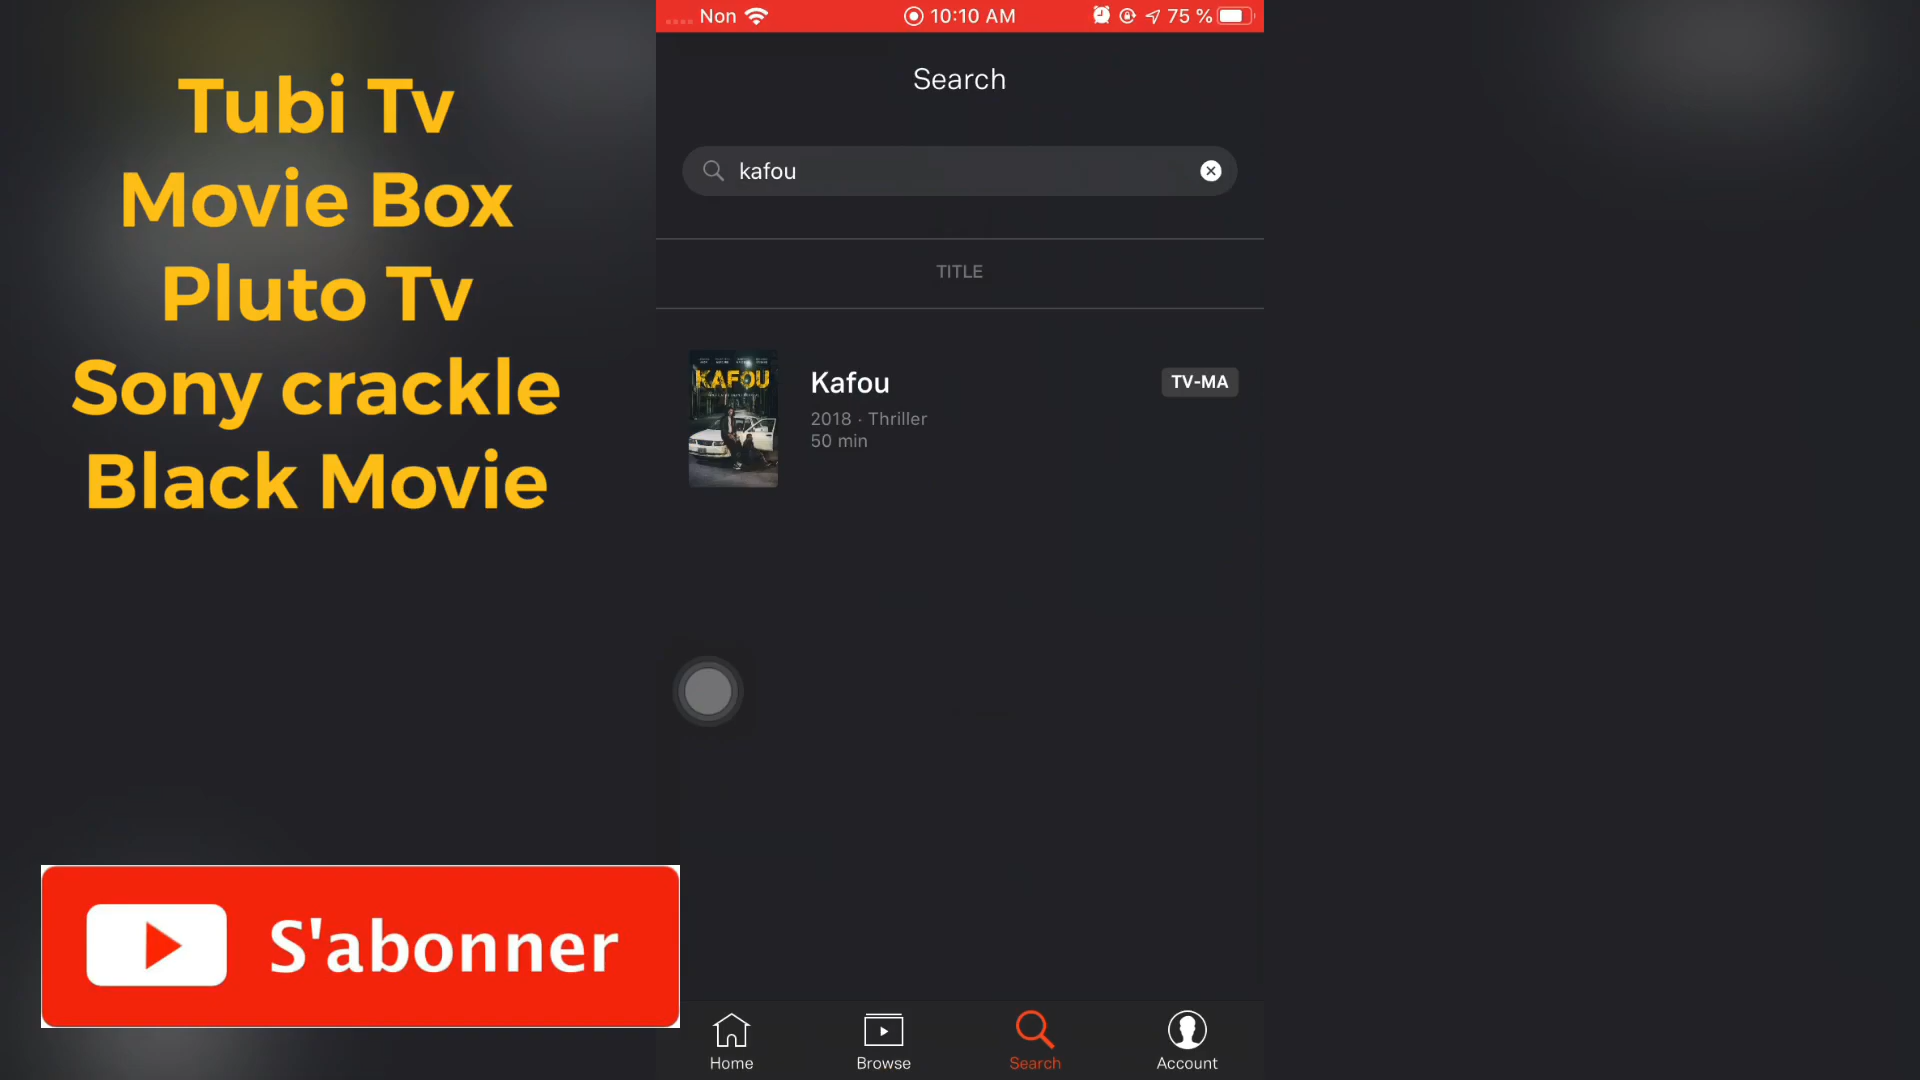 Tubi Tv
Movie Box
Pluto Tv
Sony crackle
Black Movie
S'abonner
Non 10:10 AM 75 %
Search
kafou
TITLE
KAFOU
Kafou
TV-MA
2018 · Thriller
50 min
Home Browse Search Account